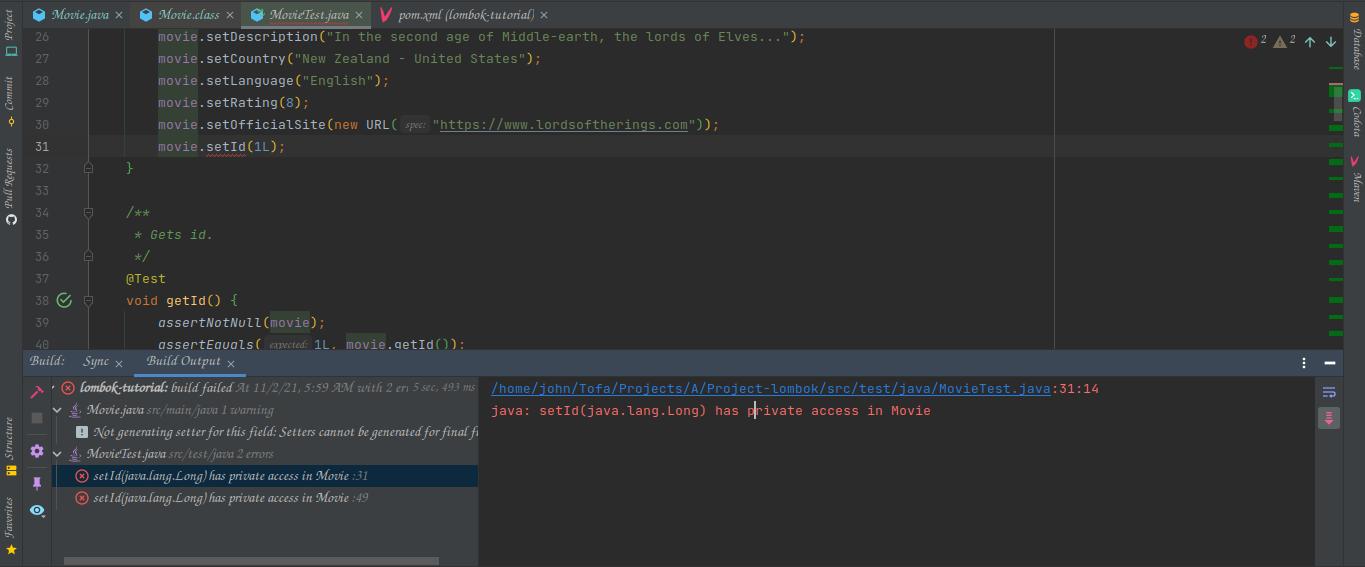 Movie.java × Movie.class × MovieTest.java × pom.xml (lombok-tutorial) ×
Project
Commit
Pull Requests
Structure
Favorites
26 movie.setDescription("In the second age of Middle-earth, the lords of Elves...");
27 movie.setCountry("New Zealand - United States");
28 movie.setLanguage("English");
29 movie.setRating(8);
30 movie.setOfficialSite(new URL( spec: "https://www.lordsoftherings.com"));
31 movie.setId(1L);
32 }
33
34 /**
35 * Gets id.
36 */
37 @Test
38 void getId() {
39 assertNotNull(movie);
40 assertEquals( expected: 1L, movie.getId());
2 2
Database
Codota
Maven
Build: Sync × Build Output ×
lombok-tutorial: build failed At 11/2/21, 5:59 AM with 2 err 5 sec, 493 ms
Movie.java src/main/java 1 warning
Not generating setter for this field: Setters cannot be generated for final f
MovieTest.java src/test/java 2 errors
setId(java.lang.Long) has private access in Movie :31
setId(java.lang.Long) has private access in Movie :49
/home/john/Tofa/Projects/A/Project-lombok/src/test/java/MovieTest.java:31:14
java: setId(java.lang.Long) has private access in Movie